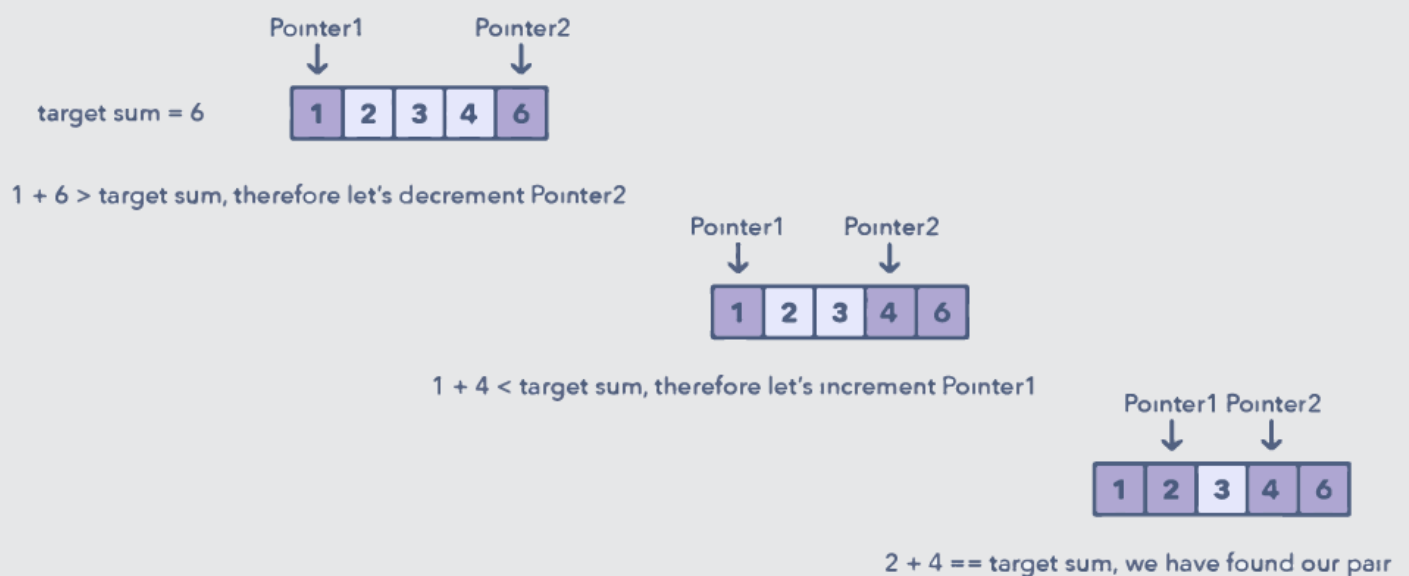 Pointer1 Pointer2
target sum = 6
1 2 3 4 6
1 + 6 > target sum, therefore let's decrement Pointer2
Pointer1 Pointer2
1 2 3 4 6
1 + 4 < target sum, therefore let's increment Pointer1
Pointer1 Pointer2
1 2 3 4 6
2 + 4 == target sum, we have found our pair